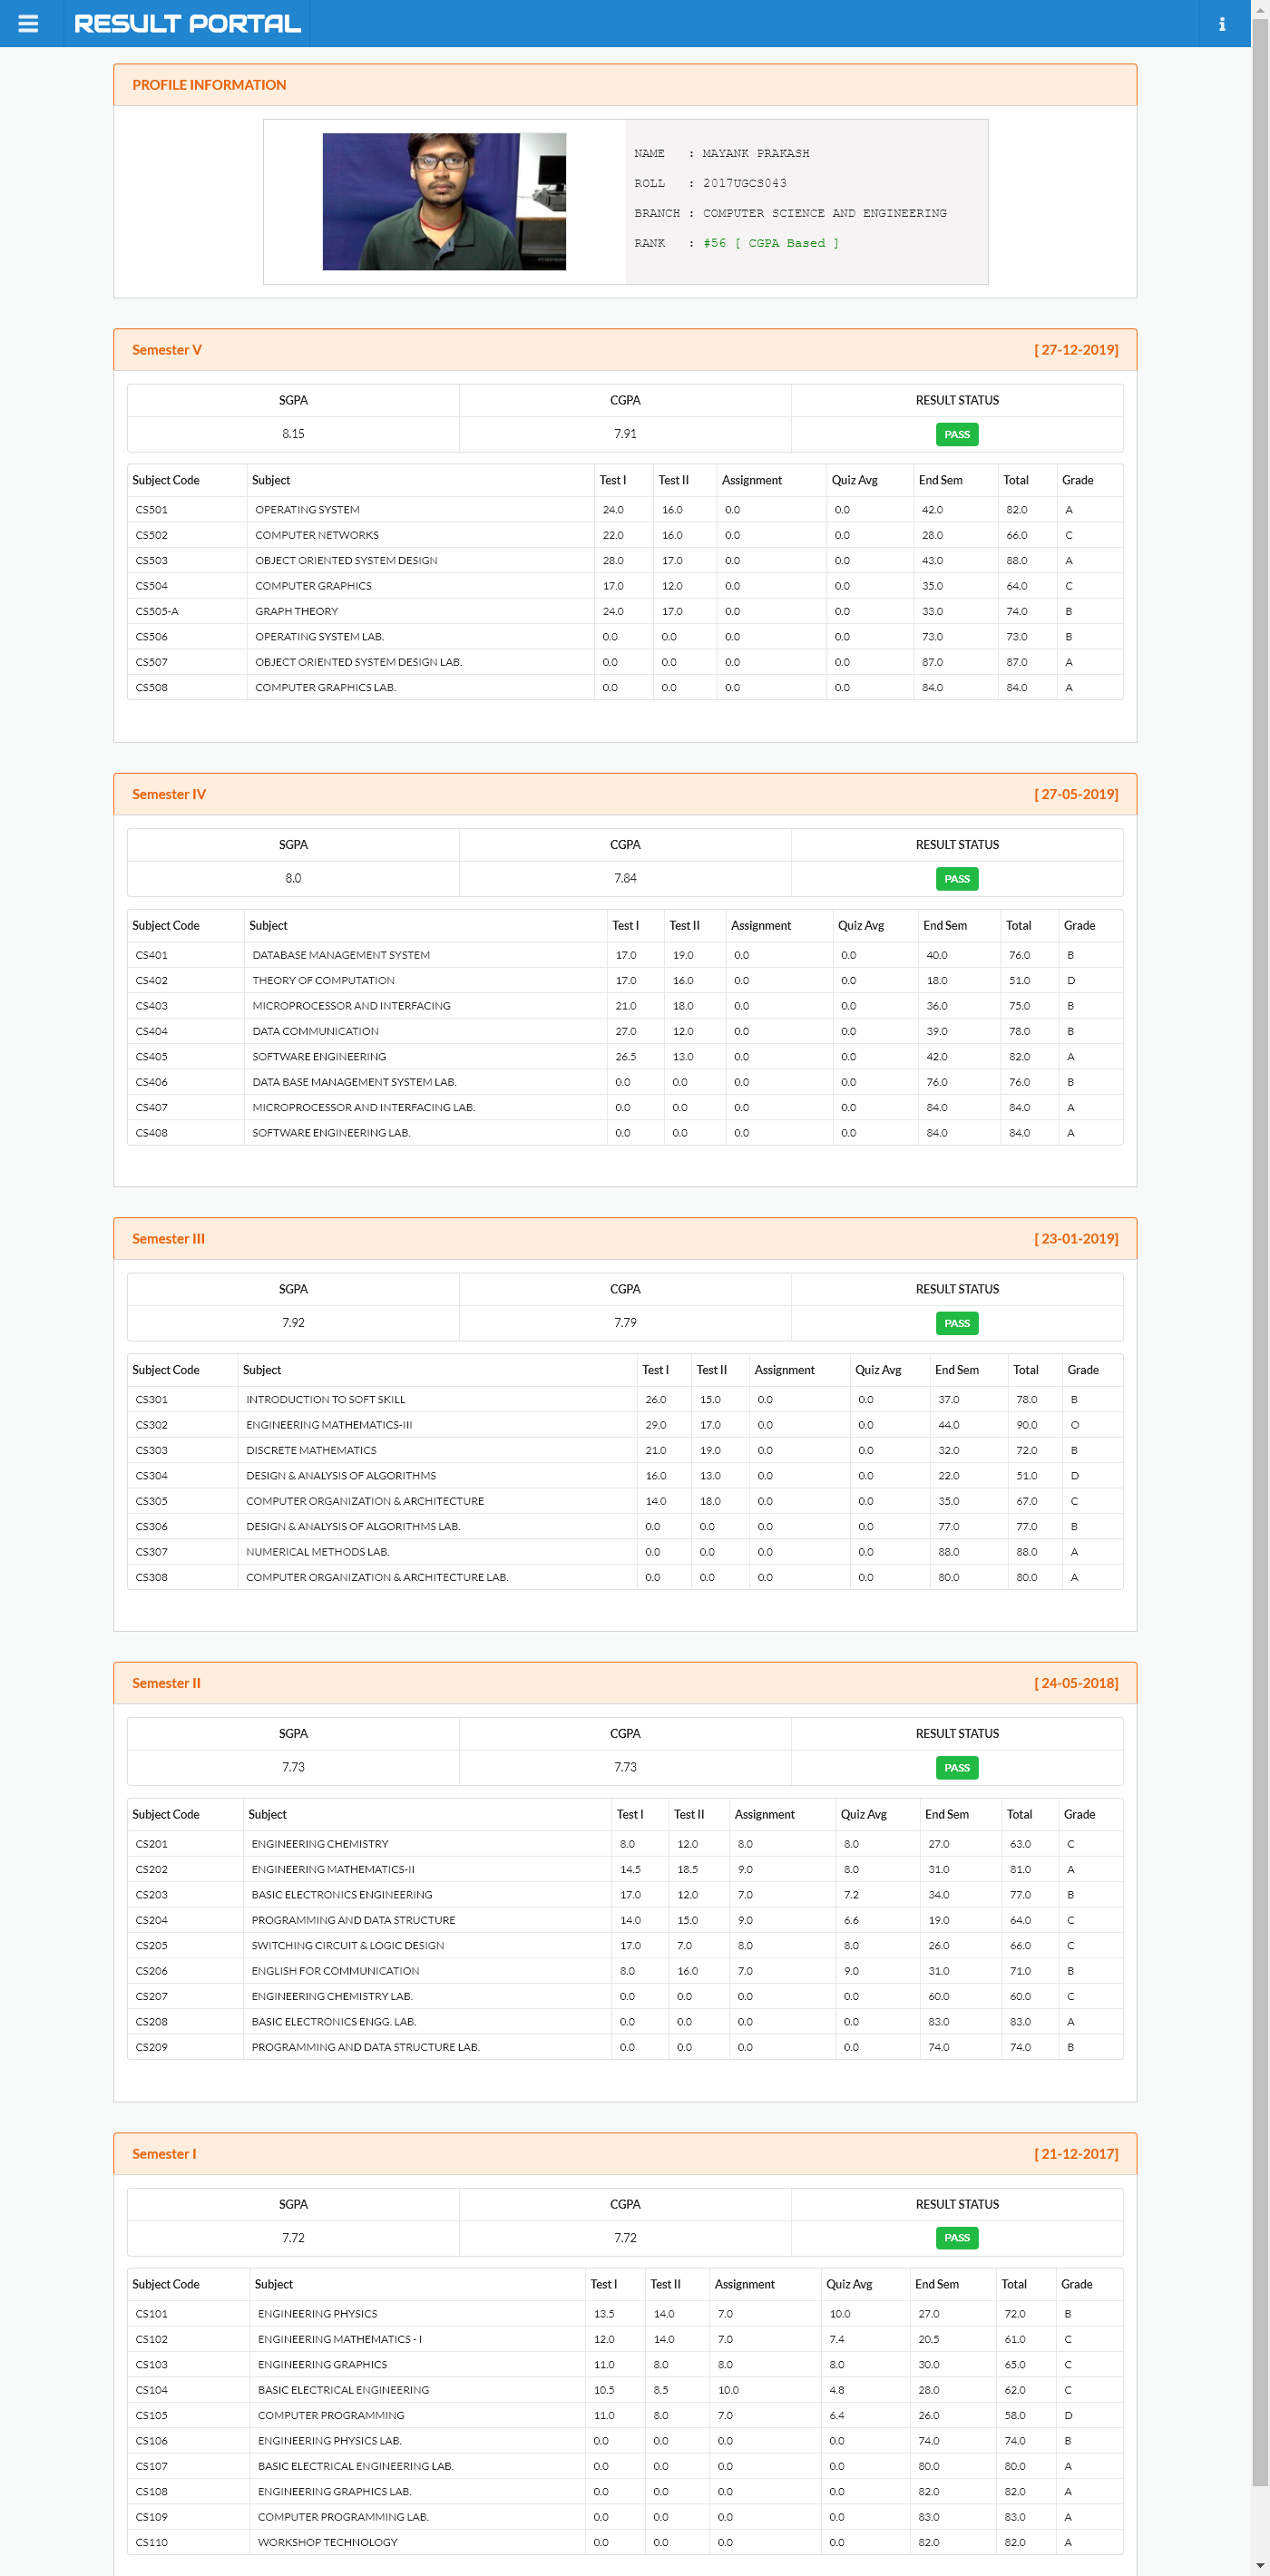 RESULT PORTAL
PROFILE INFORMATION
NAME : MAYANK PRAKASH
ROLL : 2017UGCS043
BRANCH : COMPUTER SCIENCE AND ENGINEERING
RANK : #56 [ CGPA Based ]
Semester V [ 27-12-2019]
SGPA CGPA RESULT STATUS
8.15 7.91 PASS
Subject Code Subject Test I Test II Assignment Quiz Avg End Sem Total Grade
CS501 OPERATING SYSTEM 24.0 16.0 0.0 0.0 42.0 82.0 A
CS502 COMPUTER NETWORKS 22.0 16.0 0.0 0.0 28.0 66.0 C
CS503 OBJECT ORIENTED SYSTEM DESIGN 28.0 17.0 0.0 0.0 43.0 88.0 A
CS504 COMPUTER GRAPHICS 17.0 12.0 0.0 0.0 35.0 64.0 C
CS505-A GRAPH THEORY 24.0 17.0 0.0 0.0 33.0 74.0 B
CS506 OPERATING SYSTEM LAB. 0.0 0.0 0.0 0.0 73.0 73.0 B
CS507 OBJECT ORIENTED SYSTEM DESIGN LAB. 0.0 0.0 0.0 0.0 87.0 87.0 A
CS508 COMPUTER GRAPHICS LAB. 0.0 0.0 0.0 0.0 84.0 84.0 A
Semester IV [ 27-05-2019]
SGPA CGPA RESULT STATUS
8.0 7.84 PASS
Subject Code Subject Test I Test II Assignment Quiz Avg End Sem Total Grade
CS401 DATABASE MANAGEMENT SYSTEM 17.0 19.0 0.0 0.0 40.0 76.0 B
CS402 THEORY OF COMPUTATION 17.0 16.0 0.0 0.0 18.0 51.0 D
CS403 MICROPROCESSOR AND INTERFACING 21.0 18.0 0.0 0.0 36.0 75.0 B
CS404 DATA COMMUNICATION 27.0 12.0 0.0 0.0 39.0 78.0 B
CS405 SOFTWARE ENGINEERING 26.5 13.0 0.0 0.0 42.0 82.0 A
CS406 DATA BASE MANAGEMENT SYSTEM LAB. 0.0 0.0 0.0 0.0 76.0 76.0 B
CS407 MICROPROCESSOR AND INTERFACING LAB. 0.0 0.0 0.0 0.0 84.0 84.0 A
CS408 SOFTWARE ENGINEERING LAB. 0.0 0.0 0.0 0.0 84.0 84.0 A
Semester III [ 23-01-2019]
SGPA CGPA RESULT STATUS
7.92 7.79 PASS
Subject Code Subject Test I Test II Assignment Quiz Avg End Sem Total Grade
CS301 INTRODUCTION TO SOFT SKILL 26.0 15.0 0.0 0.0 37.0 78.0 B
CS302 ENGINEERING MATHEMATICS-III 29.0 17.0 0.0 0.0 44.0 90.0 O
CS303 DISCRETE MATHEMATICS 21.0 19.0 0.0 0.0 32.0 72.0 B
CS304 DESIGN & ANALYSIS OF ALGORITHMS 16.0 13.0 0.0 0.0 22.0 51.0 D
CS305 COMPUTER ORGANIZATION & ARCHITECTURE 14.0 18.0 0.0 0.0 35.0 67.0 C
CS306 DESIGN & ANALYSIS OF ALGORITHMS LAB. 0.0 0.0 0.0 0.0 77.0 77.0 B
CS307 NUMERICAL METHODS LAB. 0.0 0.0 0.0 0.0 88.0 88.0 A
CS308 COMPUTER ORGANIZATION & ARCHITECTURE LAB. 0.0 0.0 0.0 0.0 80.0 80.0 A
Semester II [ 24-05-2018]
SGPA CGPA RESULT STATUS
7.73 7.73 PASS
Subject Code Subject Test I Test II Assignment Quiz Avg End Sem Total Grade
CS201 ENGINEERING CHEMISTRY 8.0 12.0 8.0 8.0 27.0 63.0 C
CS202 ENGINEERING MATHEMATICS-II 14.5 18.5 9.0 8.0 31.0 81.0 A
CS203 BASIC ELECTRONICS ENGINEERING 17.0 12.0 7.0 7.2 34.0 77.0 B
CS204 PROGRAMMING AND DATA STRUCTURE 14.0 15.0 9.0 6.6 19.0 64.0 C
CS205 SWITCHING CIRCUIT & LOGIC DESIGN 17.0 7.0 8.0 8.0 26.0 66.0 C
CS206 ENGLISH FOR COMMUNICATION 8.0 16.0 7.0 9.0 31.0 71.0 B
CS207 ENGINEERING CHEMISTRY LAB. 0.0 0.0 0.0 0.0 60.0 60.0 C
CS208 BASIC ELECTRONICS ENGG. LAB. 0.0 0.0 0.0 0.0 83.0 83.0 A
CS209 PROGRAMMING AND DATA STRUCTURE LAB. 0.0 0.0 0.0 0.0 74.0 74.0 B
Semester I [ 21-12-2017]
SGPA CGPA RESULT STATUS
7.72 7.72 PASS
Subject Code Subject Test I Test II Assignment Quiz Avg End Sem Total Grade
CS101 ENGINEERING PHYSICS 13.5 14.0 7.0 10.0 27.0 72.0 B
CS102 ENGINEERING MATHEMATICS - I 12.0 14.0 7.0 7.4 20.5 61.0 C
CS103 ENGINEERING GRAPHICS 11.0 8.0 8.0 8.0 30.0 65.0 C
CS104 BASIC ELECTRICAL ENGINEERING 10.5 8.5 10.0 4.8 28.0 62.0 C
CS105 COMPUTER PROGRAMMING 11.0 8.0 7.0 6.4 26.0 58.0 D
CS106 ENGINEERING PHYSICS LAB. 0.0 0.0 0.0 0.0 74.0 74.0 B
CS107 BASIC ELECTRICAL ENGINEERING LAB. 0.0 0.0 0.0 0.0 80.0 80.0 A
CS108 ENGINEERING GRAPHICS LAB. 0.0 0.0 0.0 0.0 82.0 82.0 A
CS109 COMPUTER PROGRAMMING LAB. 0.0 0.0 0.0 0.0 83.0 83.0 A
CS110 WORKSHOP TECHNOLOGY 0.0 0.0 0.0 0.0 82.0 82.0 A